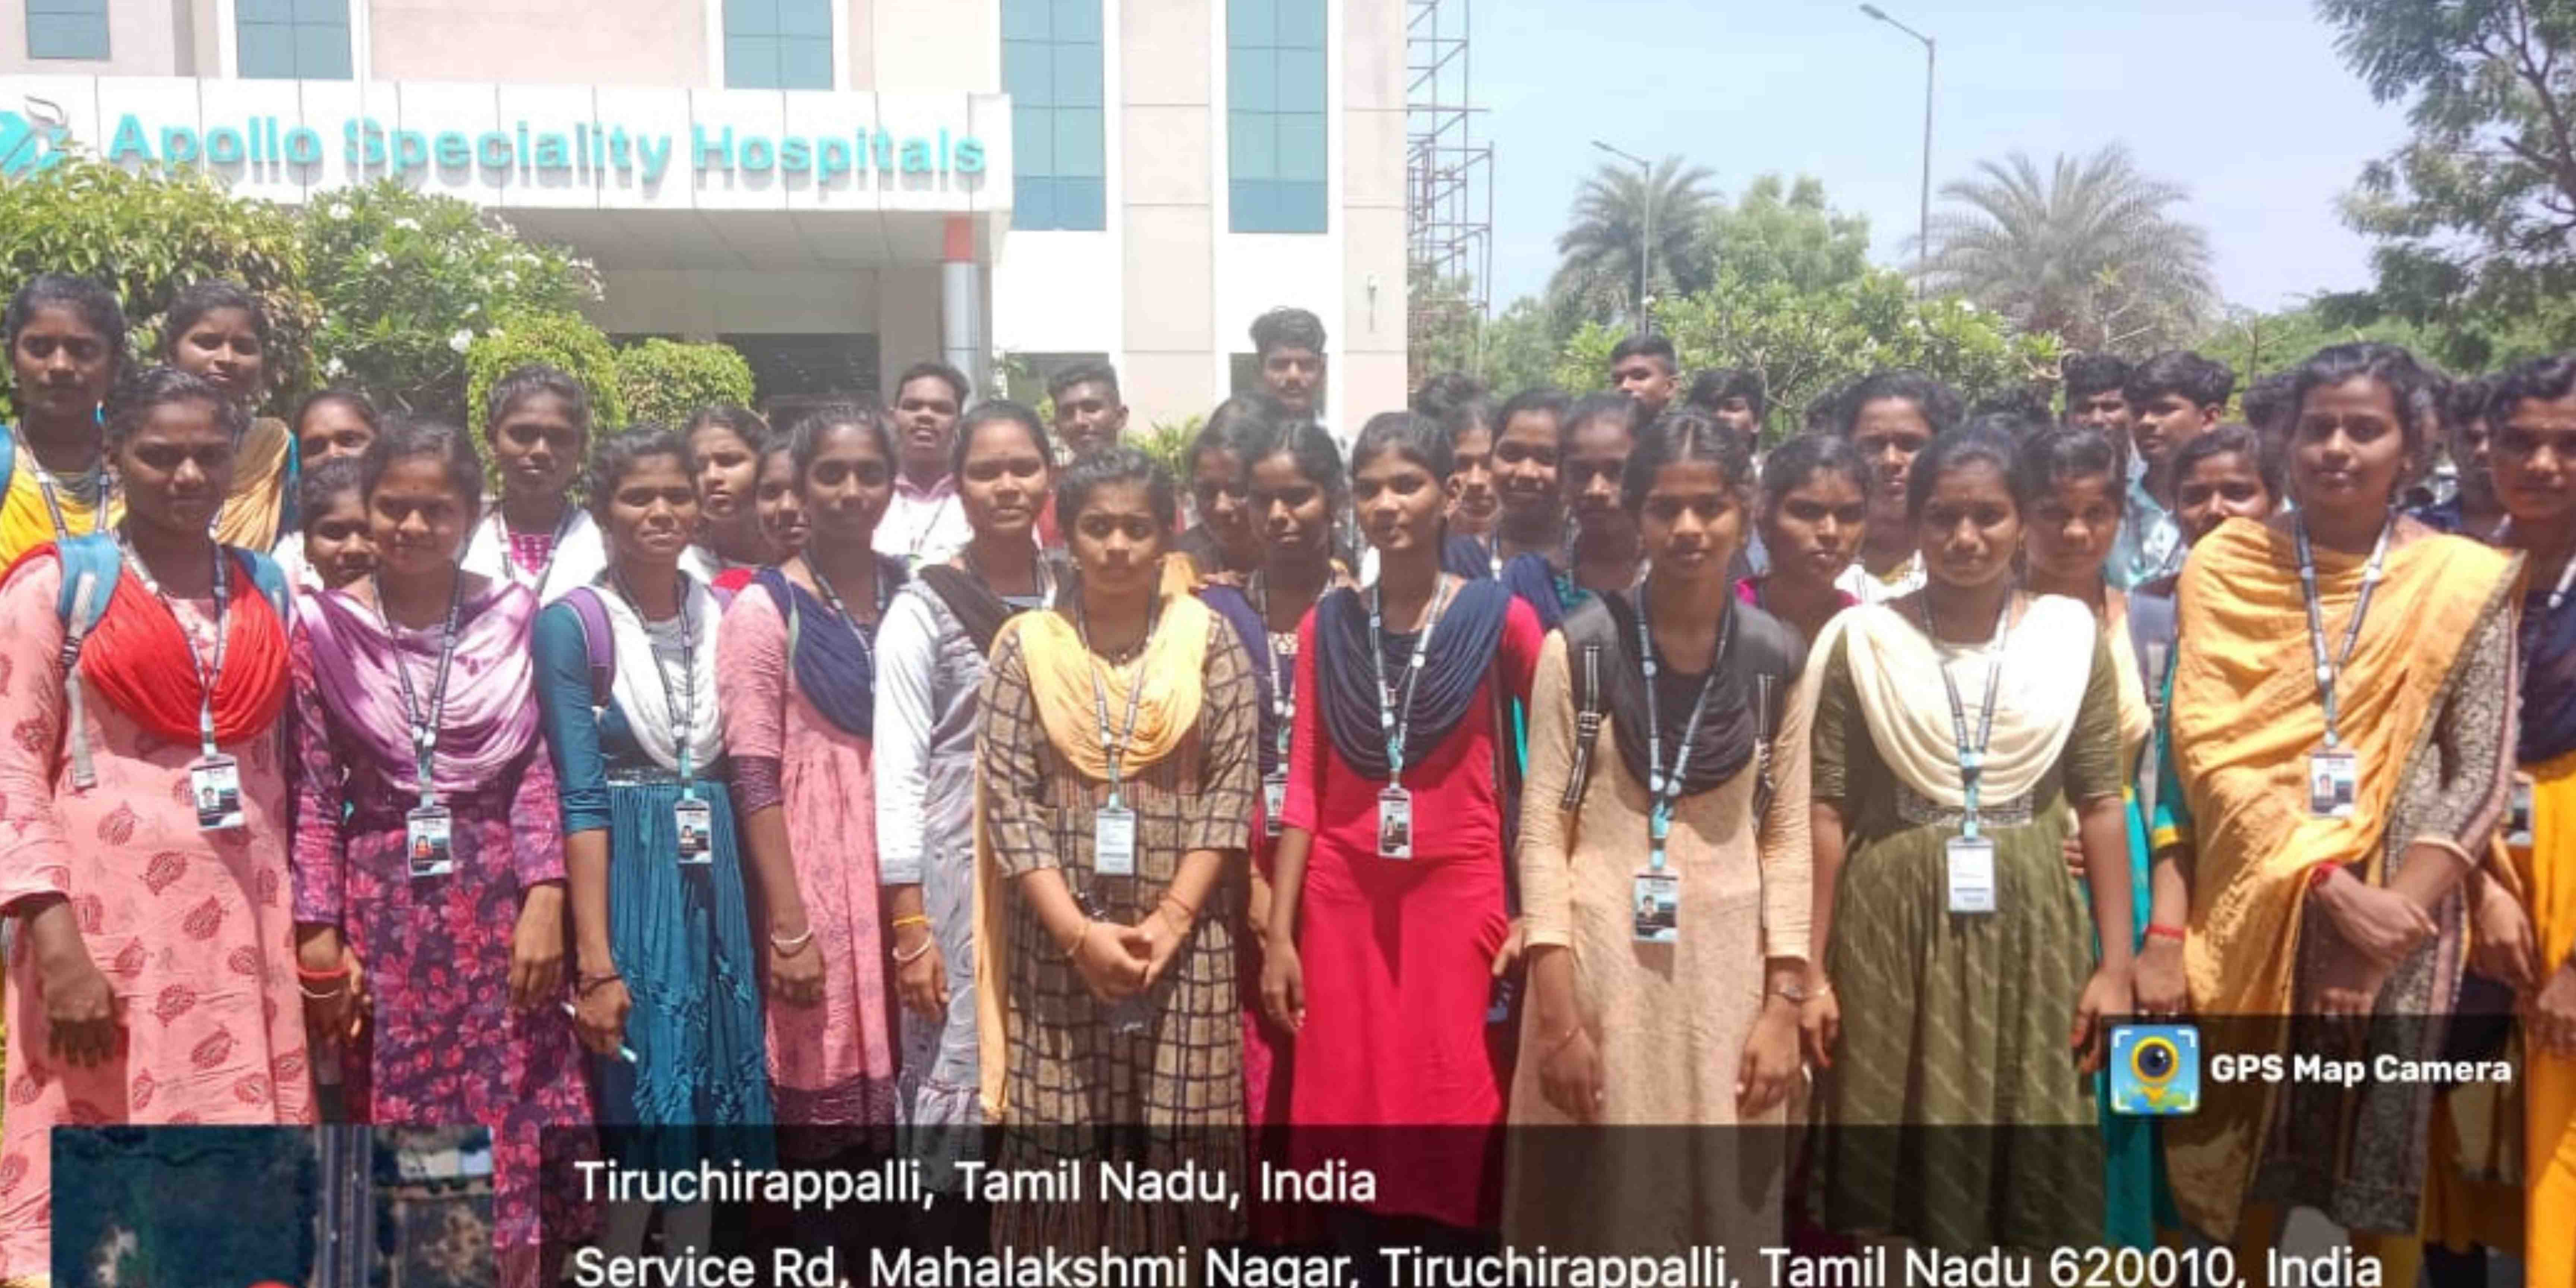 Apollo Speciality Hospitals
GPS Map Camera
Tiruchirappalli, Tamil Nadu, India
Service Rd, Mahalakshmi Nagar, Tiruchirappalli, Tamil Nadu 620010, India